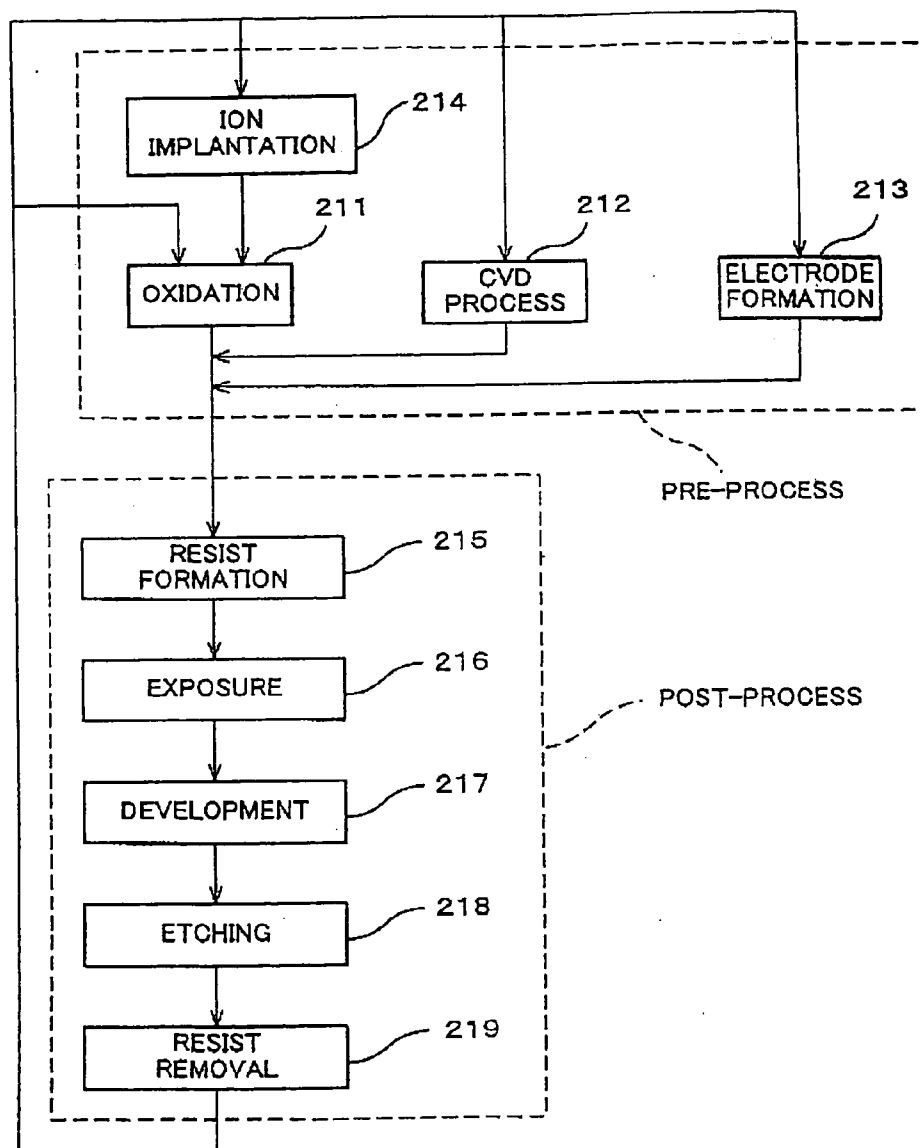 ION
IMPLANTATION
214
211
OXIDATION
212
CVD
PROCESS
213
ELECTRODE
FORMATION
PRE-PROCESS
RESIST
FORMATION
215
EXPOSURE
216
POST-PROCESS
DEVELOPMENT
217
ETCHING
218
RESIST
REMOVAL
219